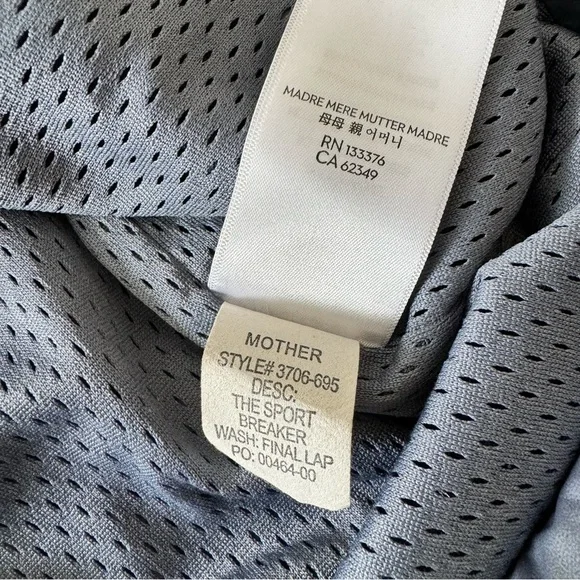 MADRE MERE MUTTER MADRE
母母 親 어머니
RN 133376
CA 62349
MOTHER
STYLE# 3706-695
DESC:
THE SPORT
BREAKER
WASH: FINAL LAP
PO: 00464-00